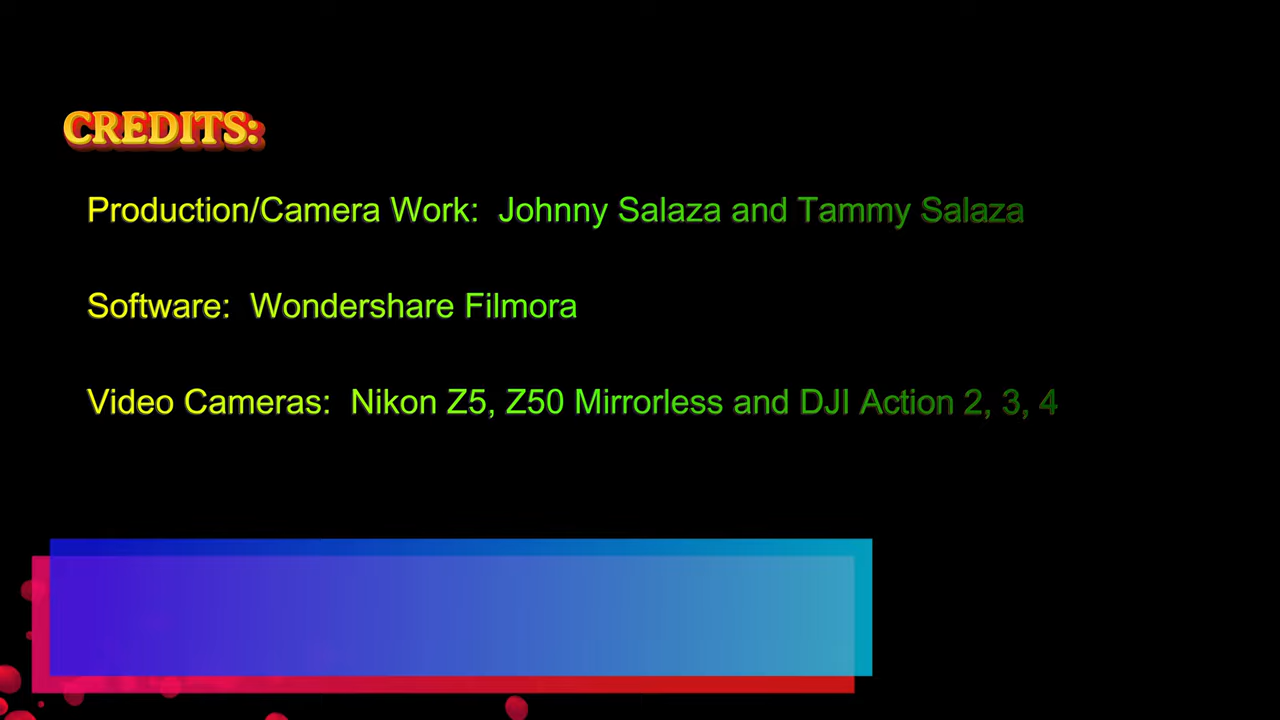 CREDITS:
Production/Camera Work: Johnny Salaza and Tammy Salaza
Software: Wondershare Filmora
Video Cameras: Nikon Z5, Z50 Mirrorless and DJI Action 2, 3, 4